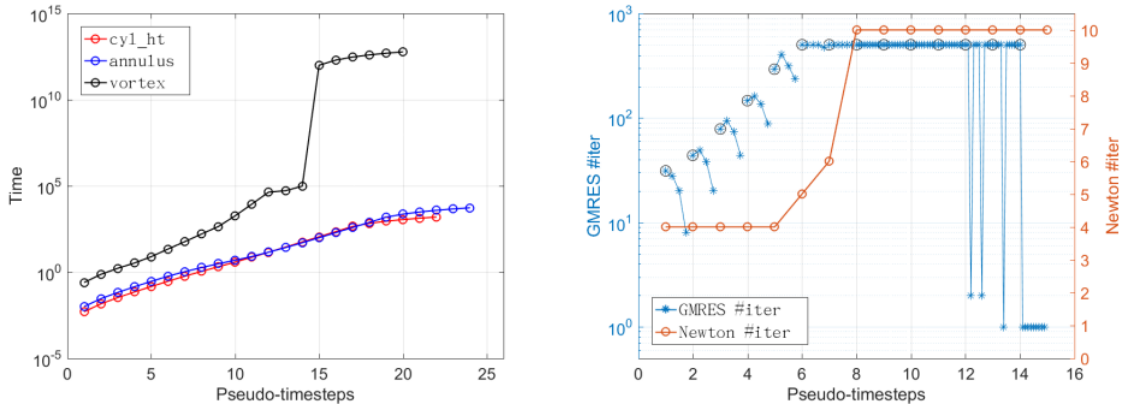 10^15
10^10
10^5
10^0
10^-5
Time
cyl_ht
annulus
vortex
0 5 10 15 20 25
Pseudo-timesteps
10^3
10^2
10^1
10^0
GMRES #iter
GMRES #iter
Newton #iter
0 2 4 6 8 10 12 14 16
Pseudo-timesteps
10
9
8
7
6
5
4
3
2
1
0
Newton #iter